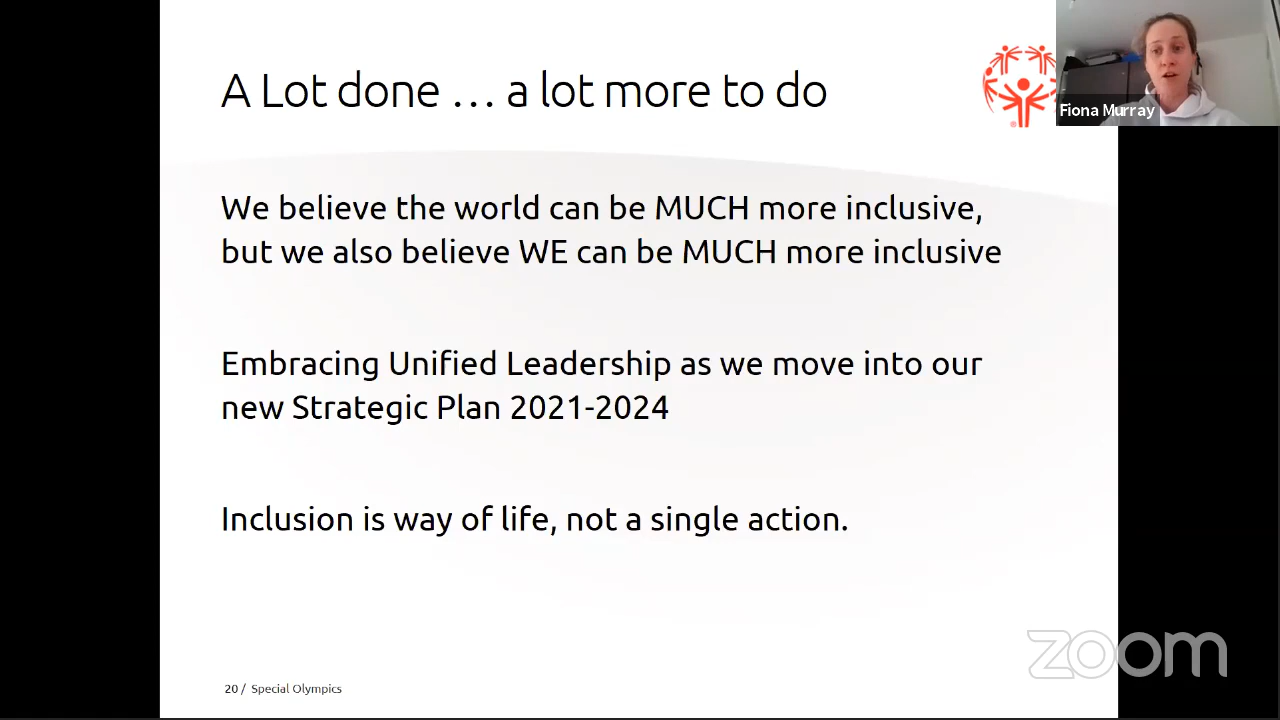 A Lot done … a lot more to do
Fiona Murray
We believe the world can be MUCH more inclusive,
but we also believe WE can be MUCH more inclusive
Embracing Unified Leadership as we move into our
new Strategic Plan 2021-2024
Inclusion is way of life, not a single action.
zoom
20 / Special Olympics